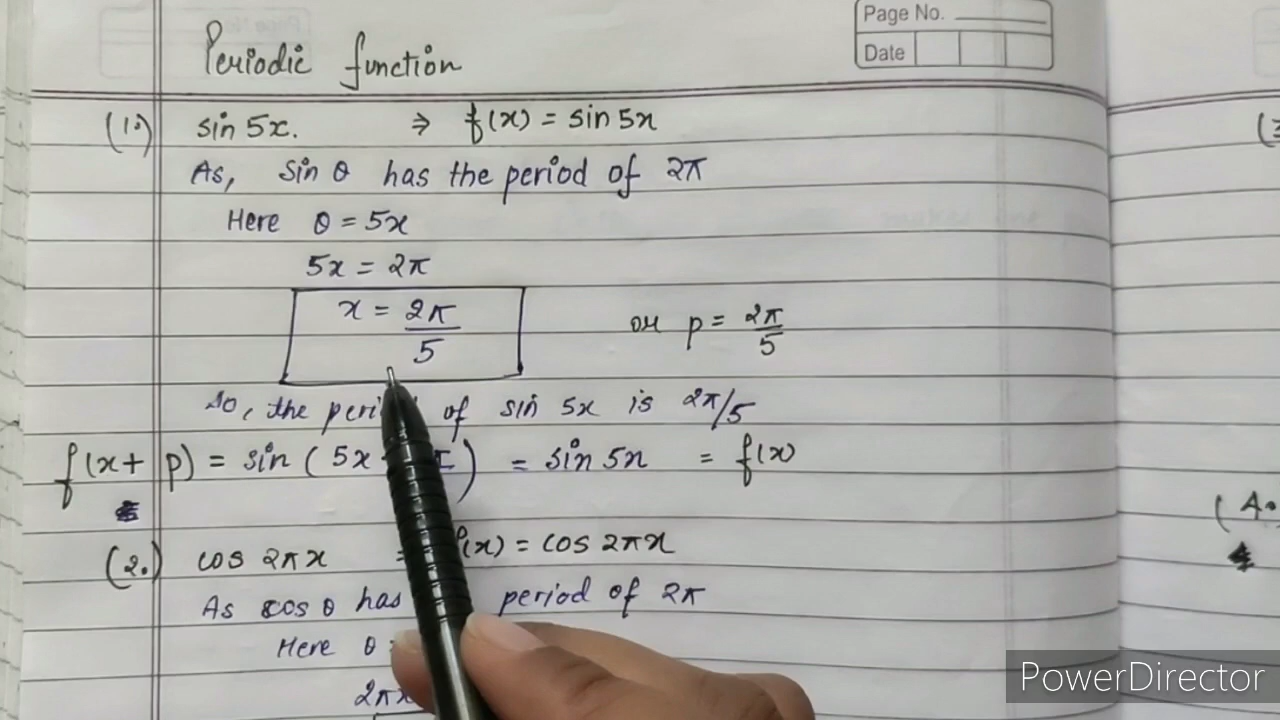 Page No.
Date
Periodic function
(1.) sin 5x. ⇒ f(x) = sin 5x
As, sin θ has the period of 2π
Here θ = 5x
5x = 2π
x = 2π/5 or p = 2π/5
so, the of sin 5x is 2π/5
f(x + p) = sin ( 5x ) = sin 5x = f(x)
(2.) cos 2πx (x) = cos 2πx
As cos θ has period of 2π
Here θ
2πx
(4.
PowerDirector